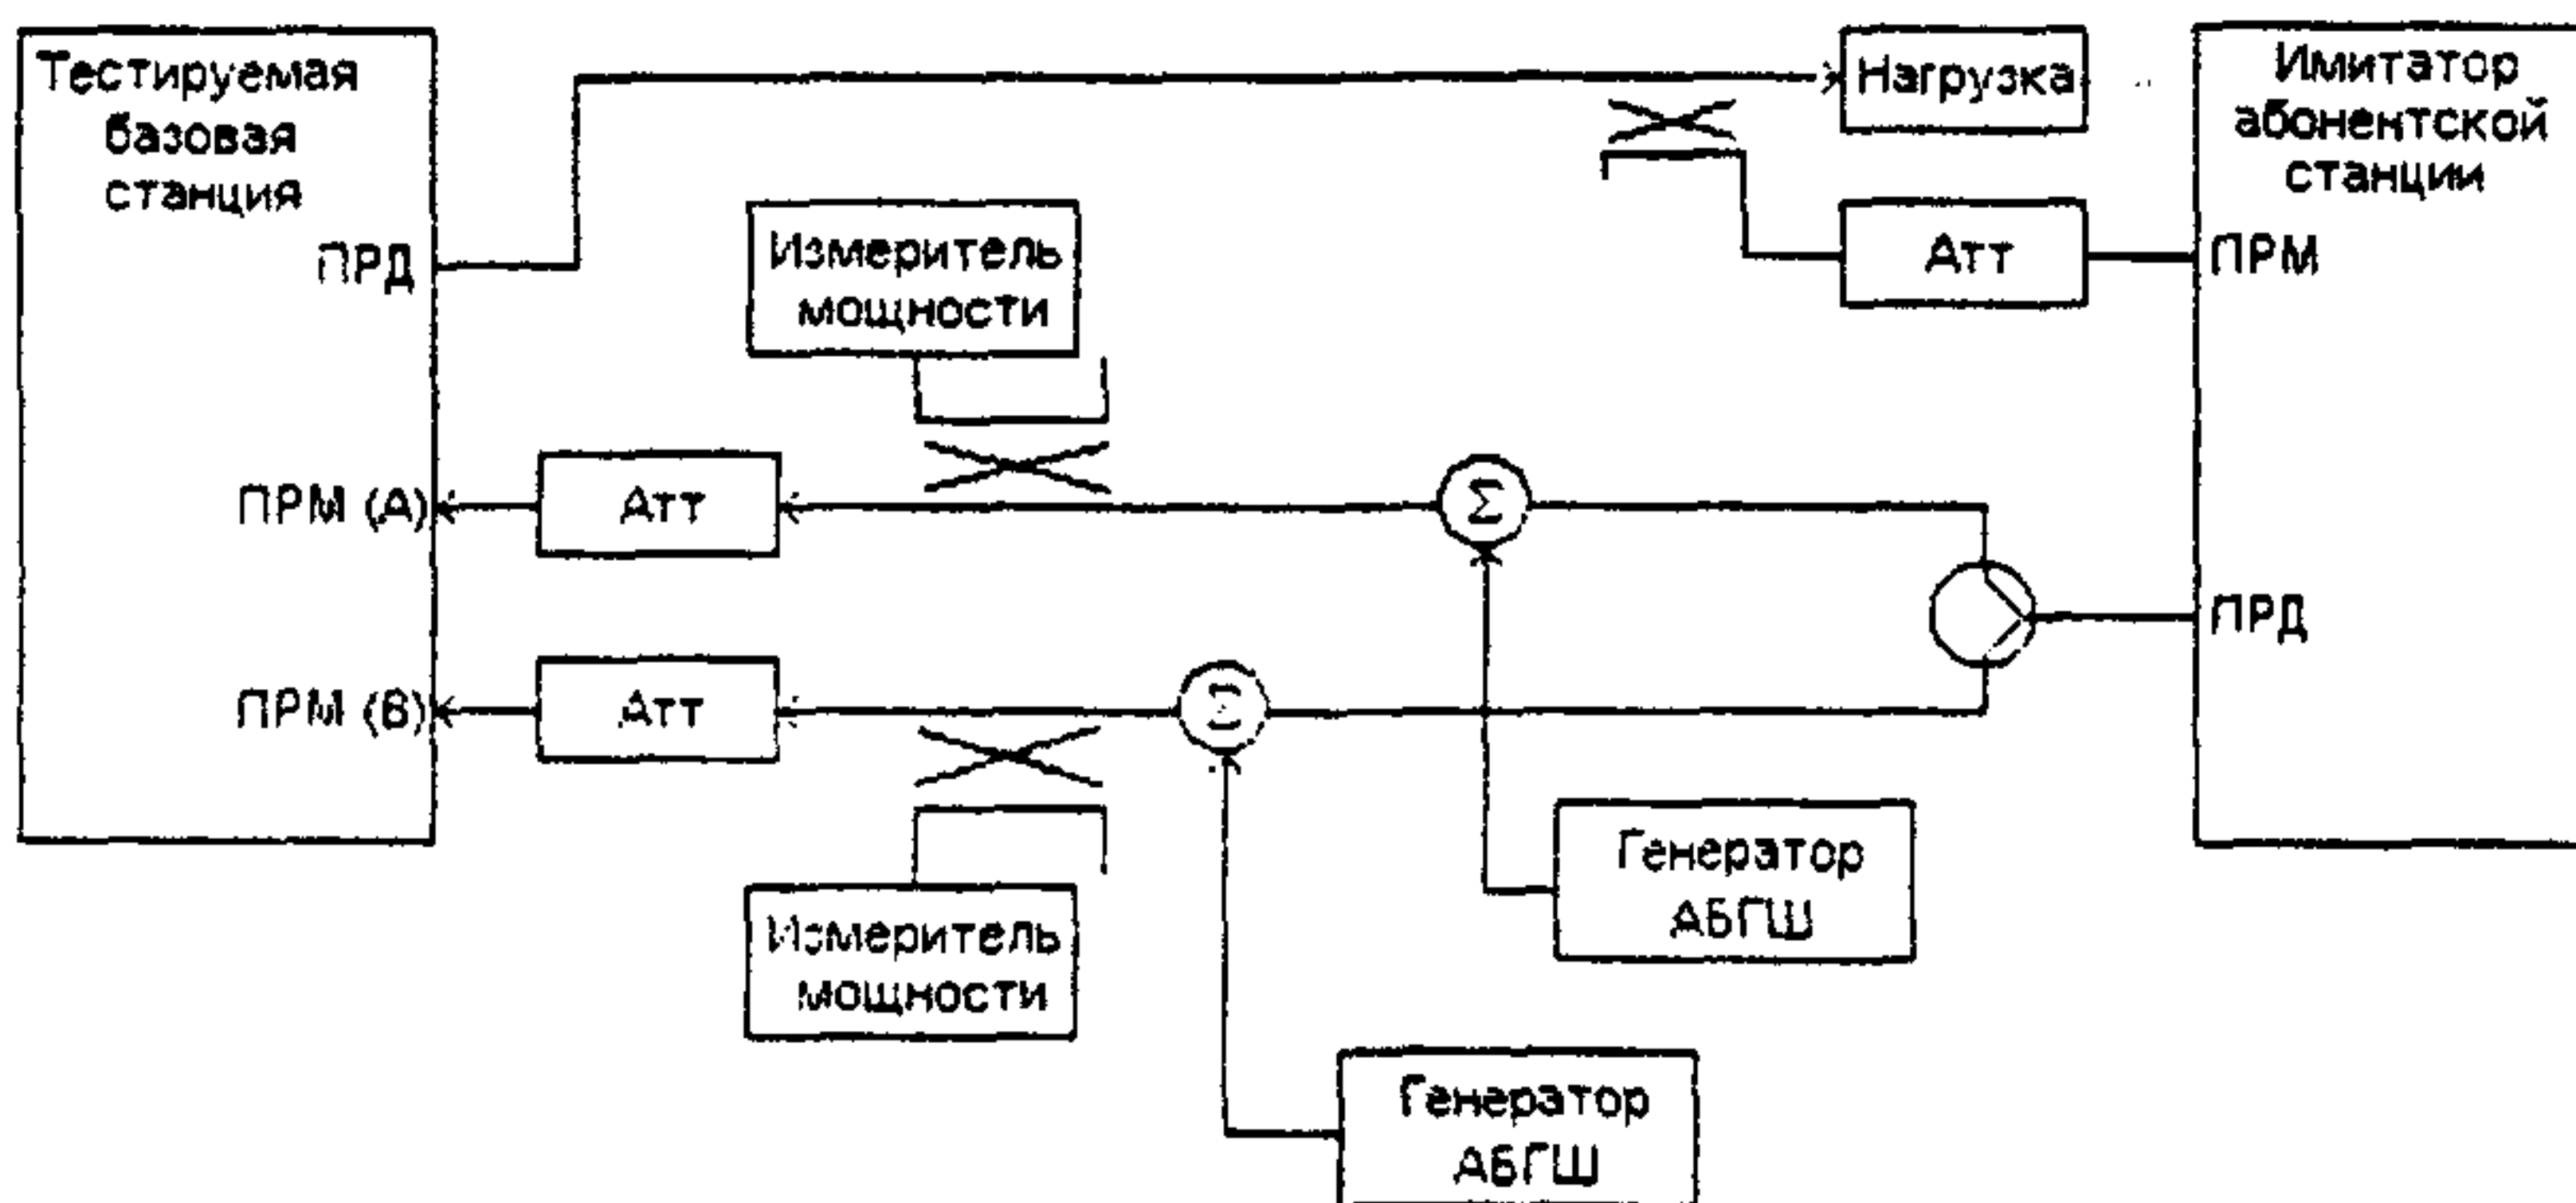 Тестируемая
базовая
станция
ПРД
ПРМ (А)
ПРМ (В)
Измеритель
мощности
Атт
Атт
Измеритель
мощности
Σ
Σ
Нагрузка
Атт
Генератор
АБГШ
Генератор
АБГШ
Имитатор
абонентской
станции
ПРМ
ПРД